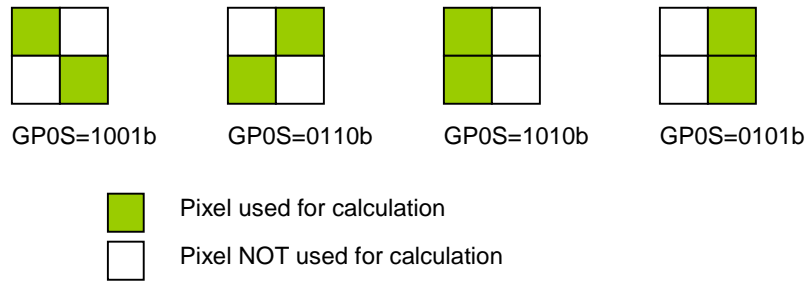 GP0S=1001b GP0S=0110b GP0S=1010b GP0S=0101b
Pixel used for calculation
Pixel NOT used for calculation